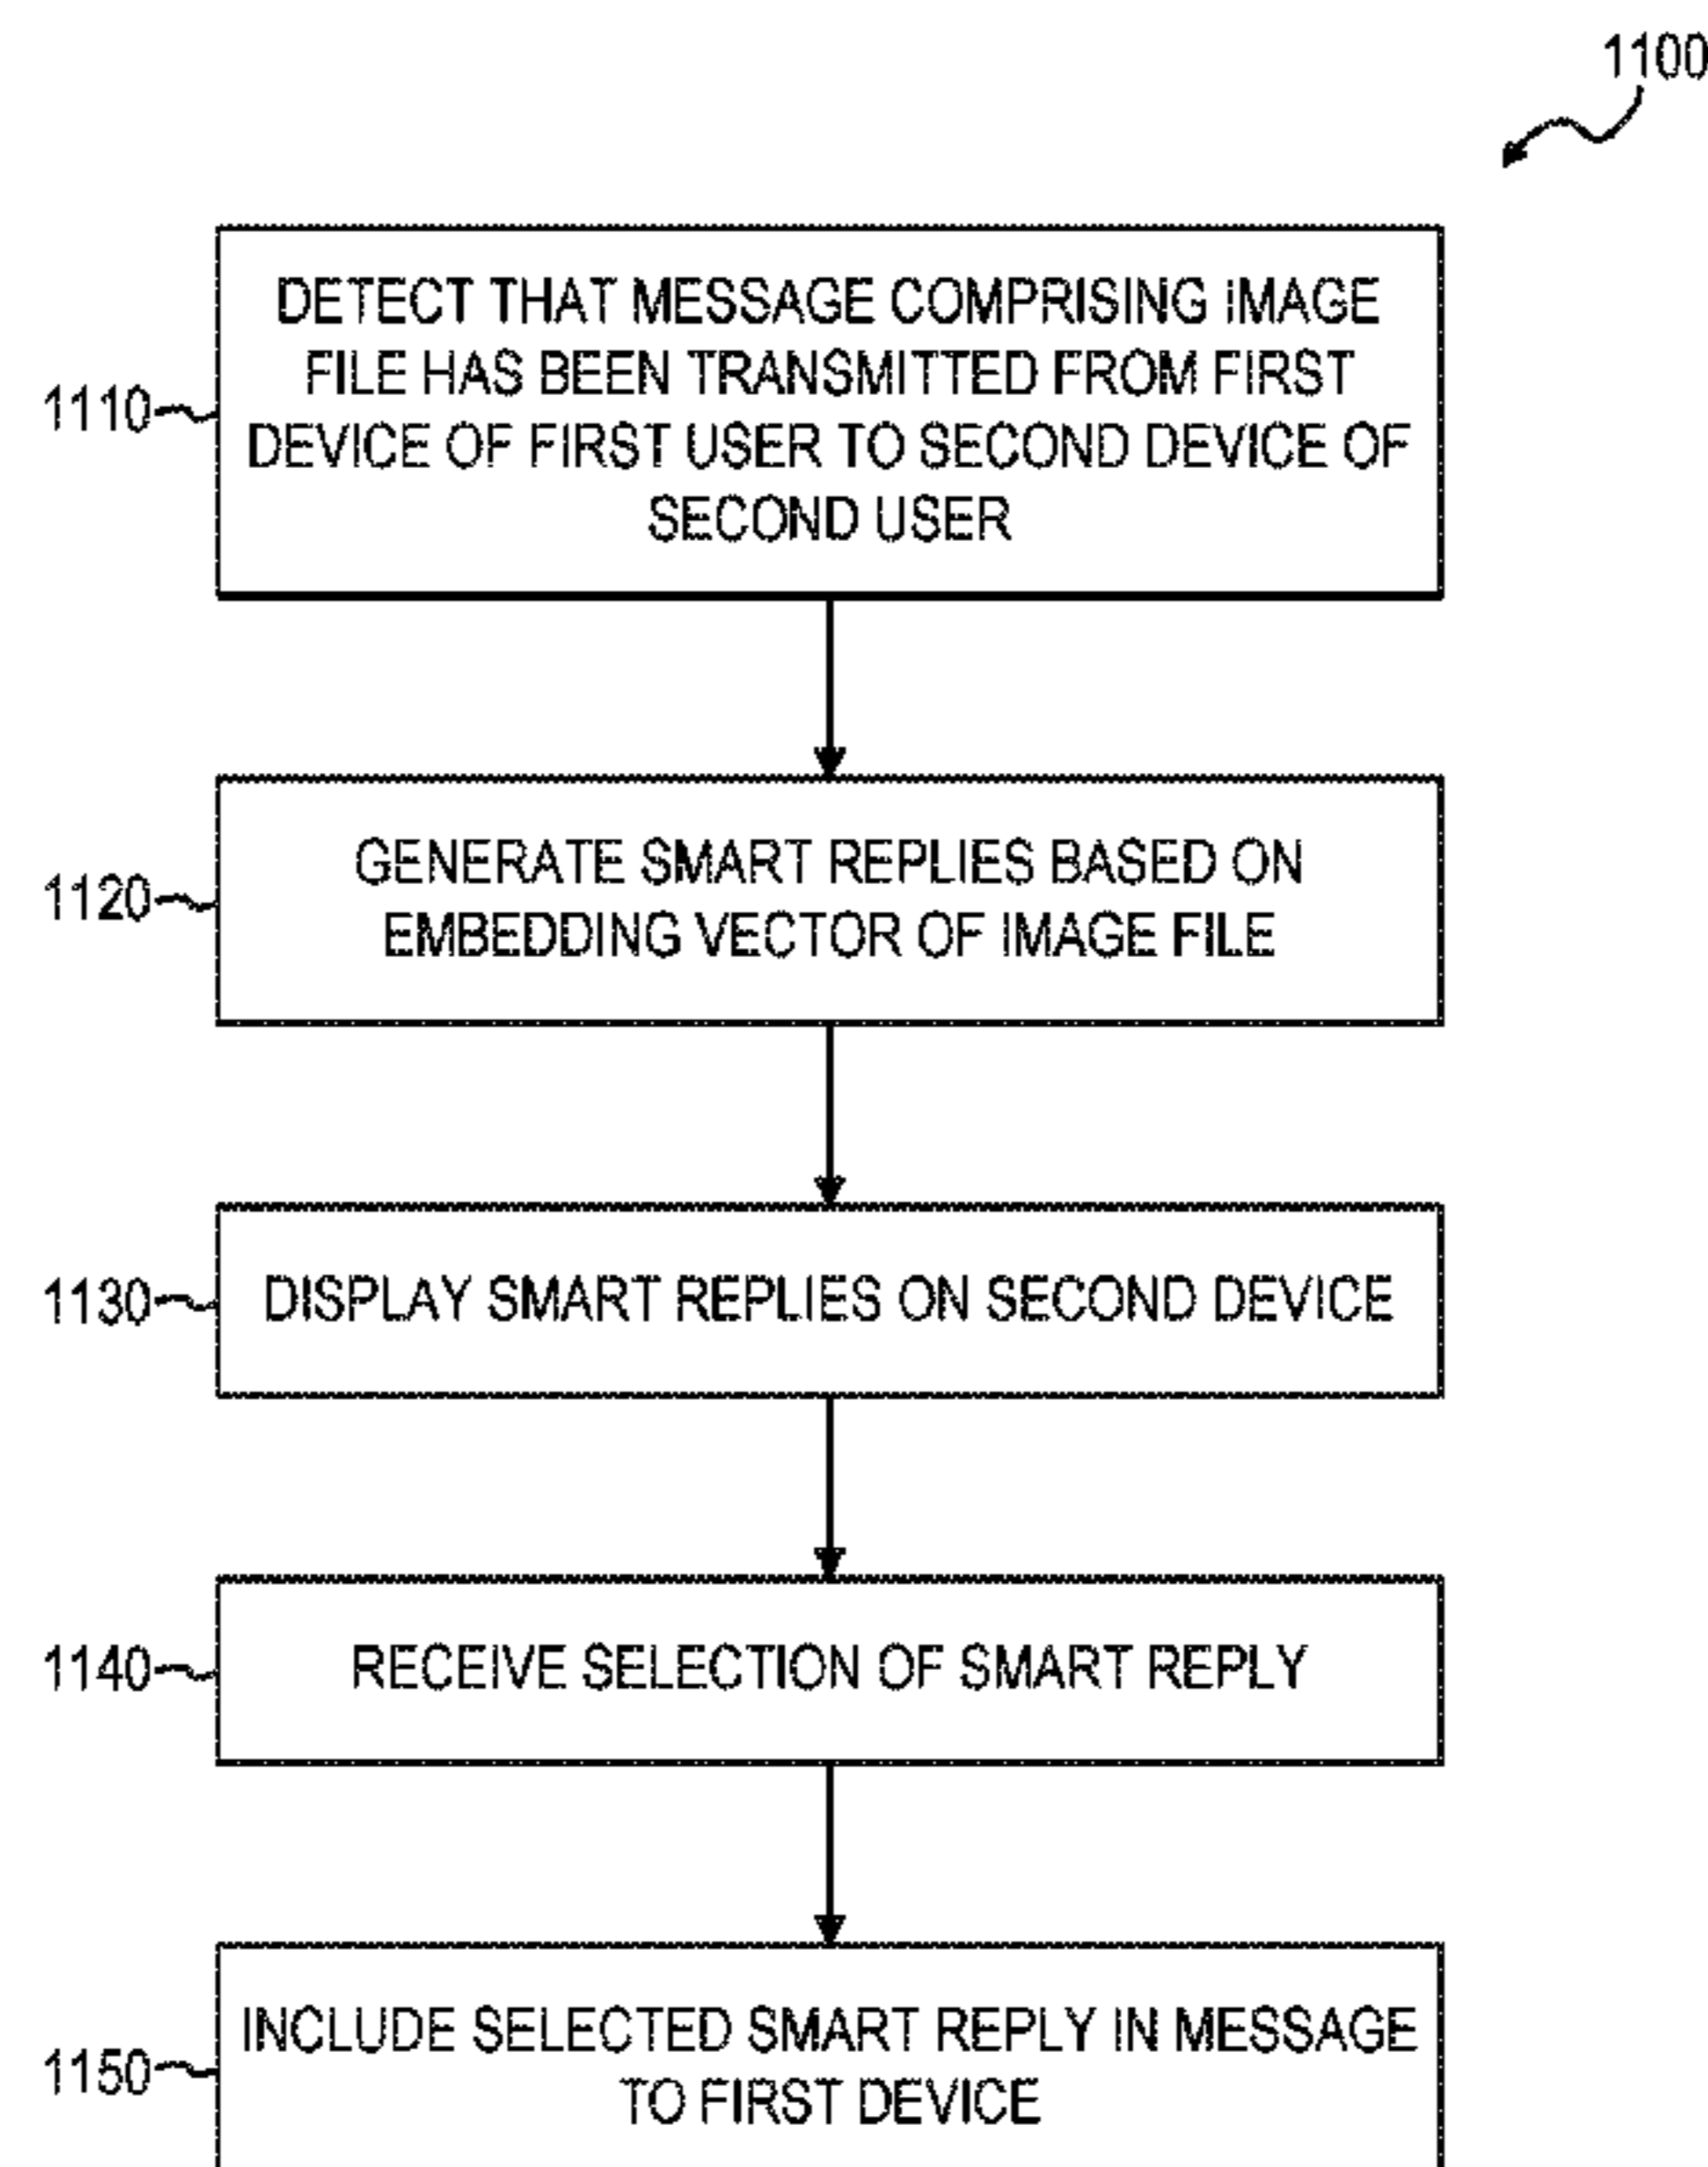 1100
DETECT THAT MESSAGE COMPRISING IMAGE
FILE HAS BEEN TRANSMITTED FROM FIRST
1110
DEVICE OF FIRST USER TO SECOND DEVICE OF
SECOND USER
GENERATE SMART REPLIES BASED ON
1120
EMBEDDING VECTOR OF IMAGE FILE
1130
DISPLAY SMART REPLIES ON SECOND DEVICE
1140
RECEIVE SELECTION OF SMART REPLY
INCLUDE SELECTED SMART REPLY IN MESSAGE
1150
TO FIRST DEVICE